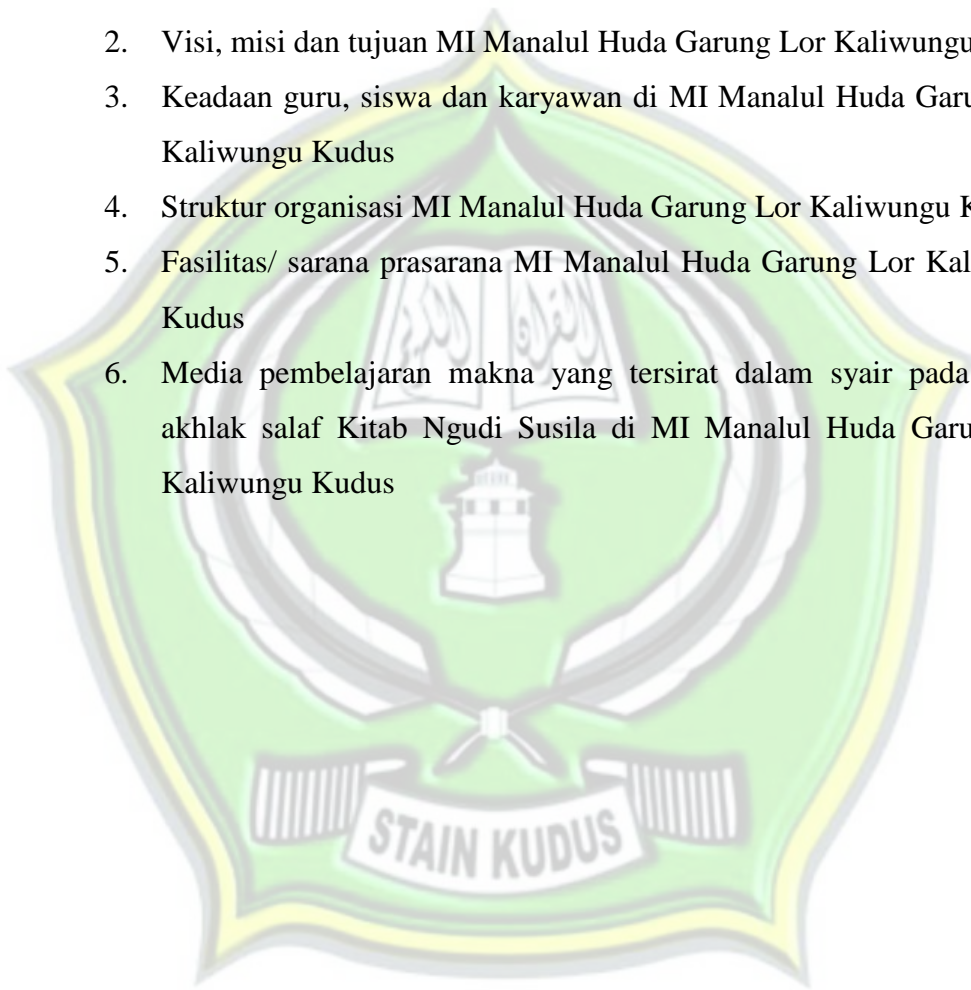 2. Visi, misi dan tujuan MI Manalul Huda Garung Lor Kaliwungu
3. Keadaan guru, siswa dan karyawan di MI Manalul Huda
Kaliwungu Kudus
4. Struktur organisasi MI Manalul Huda Garung Lor Kaliwungu
5. Fasilitas/ sarana prasarana MI Manalul Huda Garung Lor
Kudus
6. Media pembelajaran makna yang tersirat dalam syair pada
akhlak salaf Kitab Ngudi Susila di MI Manalul Huda
Kaliwungu Kudus
القرآن
الكريم
STAIN KUDUS